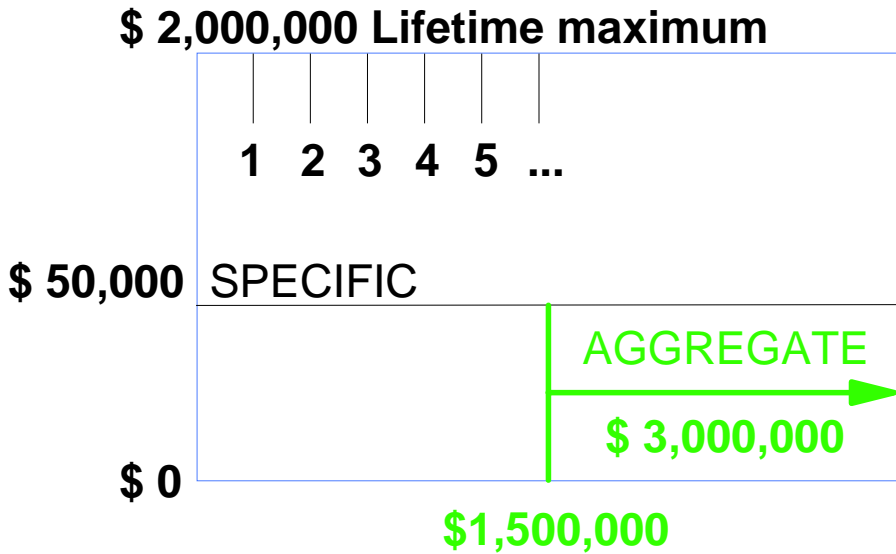 $ 2,000,000 Lifetime maximum
1 2 3 4 5 ...
$ 50,000 SPECIFIC
AGGREGATE
$ 3,000,000
$ 0
$1,500,000